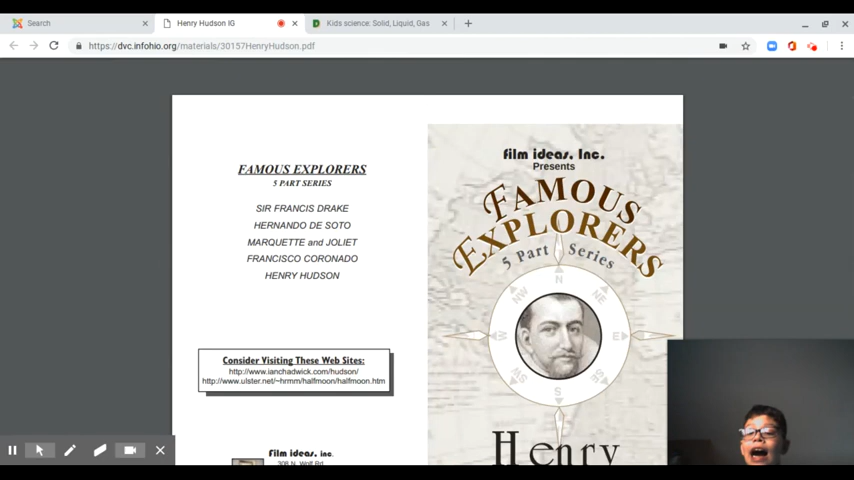 Search
Henry Hudson IG
Kids science: Solid, Liquid, Gas
https://dvc.infohio.org/materials/30157HenryHudson.pdf
FAMOUS EXPLORERS
5 PART SERIES
SIR FRANCIS DRAKE
HERNANDO DE SOTO
MARQUETTE and JOLIET
FRANCISCO CORONADO
HENRY HUDSON
Consider Visiting These Web Sites:
http://www.ianchadwick.com/hudson/
http://www.ulster.net/~hrmm/halfmoon/halfmoon.htm
film ideas, inc.
308 N. Wolf Rd.
film ideas, Inc.
Presents
FAMOUS
EXPLORERS
5 Part Series
N
NW
NE
W
E
SW
SE
S
Henry